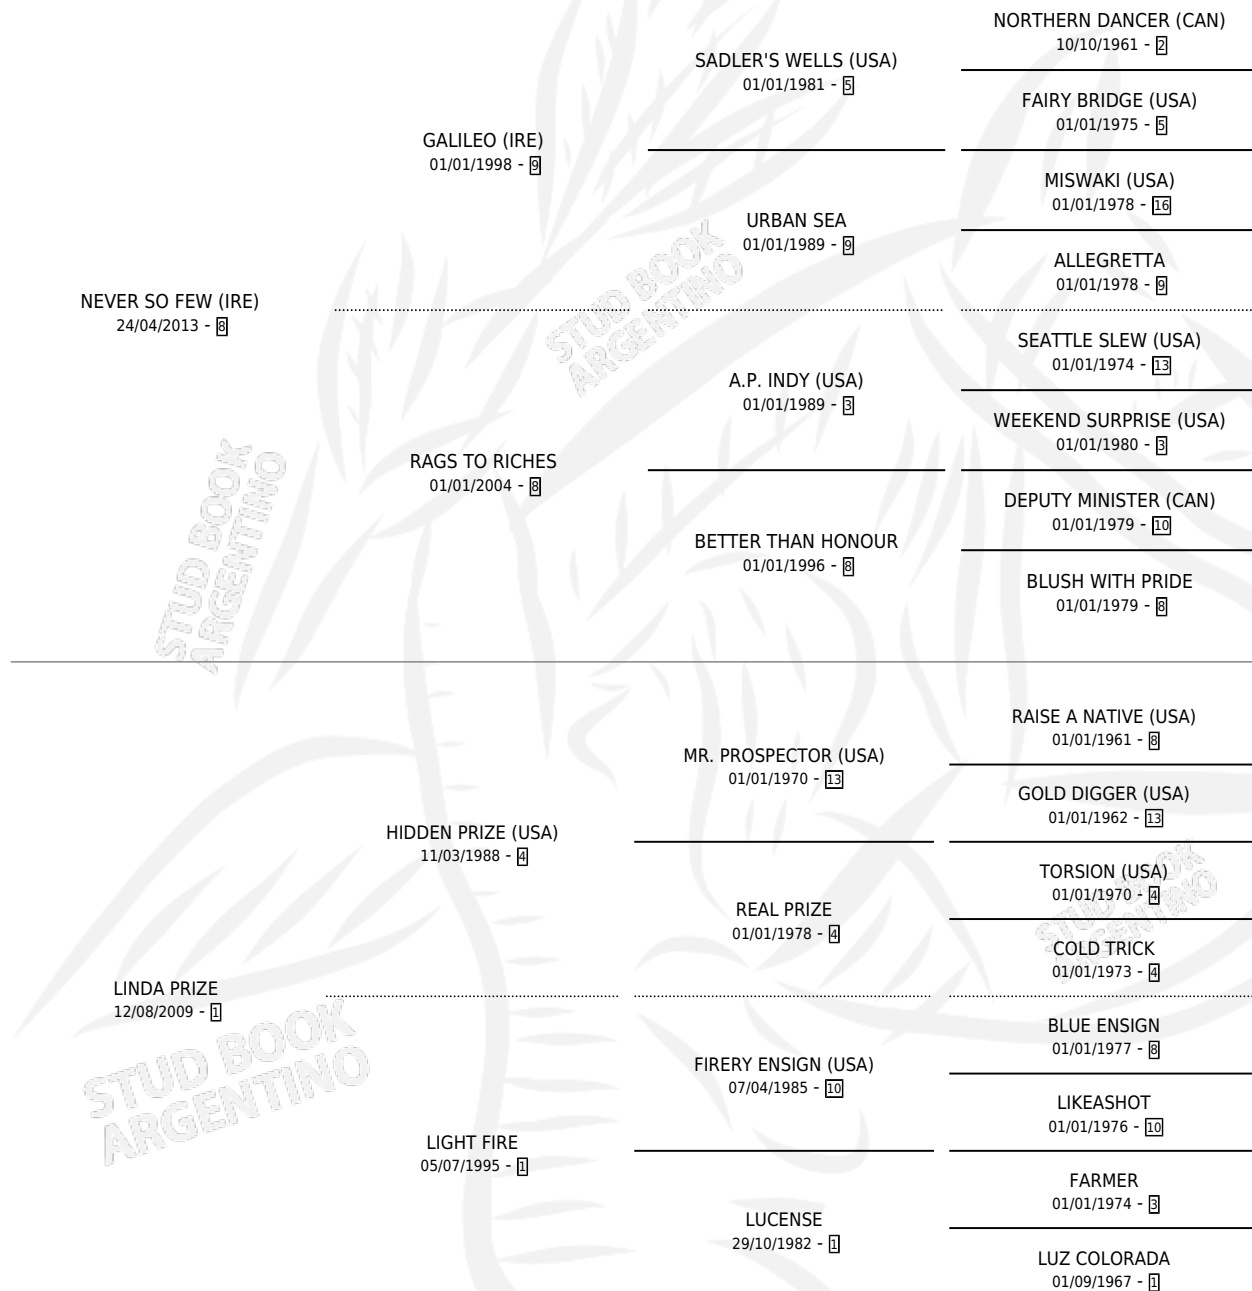 NORTHERN DANCER (CAN)
10/10/1961 - 2
SADLER'S WELLS (USA)
01/01/1981 - 5
FAIRY BRIDGE (USA)
01/01/1975 - 5
GALILEO (IRE)
01/01/1998 - 9
MISWAKI (USA)
01/01/1978 - 16
URBAN SEA
01/01/1989 - 9
ALLEGRETTA
01/01/1978 - 9
NEVER SO FEW (IRE)
24/04/2013 - 8
SEATTLE SLEW (USA)
01/01/1974 - 13
A.P. INDY (USA)
01/01/1989 - 3
WEEKEND SURPRISE (USA)
01/01/1980 - 3
RAGS TO RICHES
01/01/2004 - 8
DEPUTY MINISTER (CAN)
01/01/1979 - 10
BETTER THAN HONOUR
01/01/1996 - 8
BLUSH WITH PRIDE
01/01/1979 - 8
STUD BOOK
ARGENTINO
STUD BOOK
ARGENTINO
RAISE A NATIVE (USA)
01/01/1961 - 8
MR. PROSPECTOR (USA)
01/01/1970 - 13
GOLD DIGGER (USA)
01/01/1962 - 13
HIDDEN PRIZE (USA)
11/03/1988 - 4
TORSION (USA)
01/01/1970 - 4
REAL PRIZE
01/01/1978 - 4
COLD TRICK
01/01/1973 - 4
LINDA PRIZE
12/08/2009 - 1
BLUE ENSIGN
01/01/1977 - 8
FIRERY ENSIGN (USA)
07/04/1985 - 10
LIKEASHOT
01/01/1976 - 10
LIGHT FIRE
05/07/1995 - 1
FARMER
01/01/1974 - 3
LUCENSE
29/10/1982 - 1
LUZ COLORADA
01/09/1967 - 1
STUD BOOK
ARGENTINO
STUD BOOK
ARGENTINO